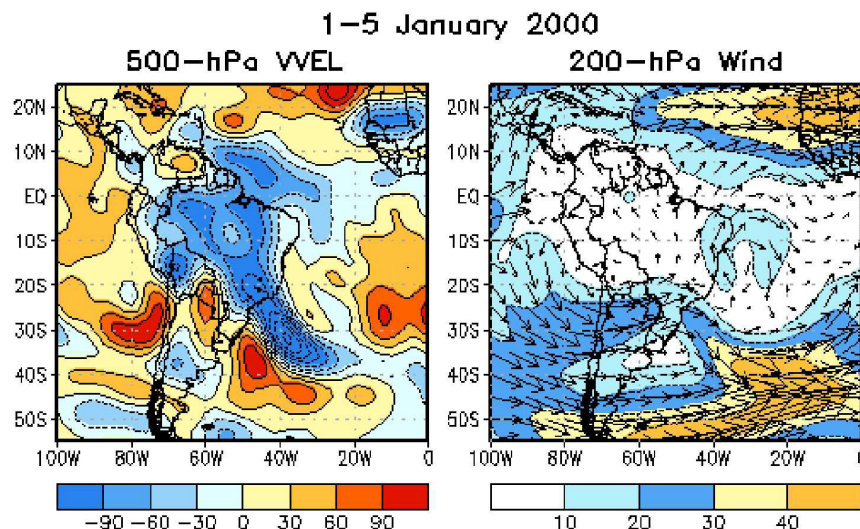 1-5 January 2000
500-hPa VVEL
200-hPa Wind
20N
10N
EQ
10S
20S
30S
40S
50S
100W 80W 60W 40W 20W 0
20N
10N
EQ
10S
20S
30S
40S
50S
100W 80W 60W 40W 20W 0
-90 -60 -30 0 30 60 90
10 20 30 40